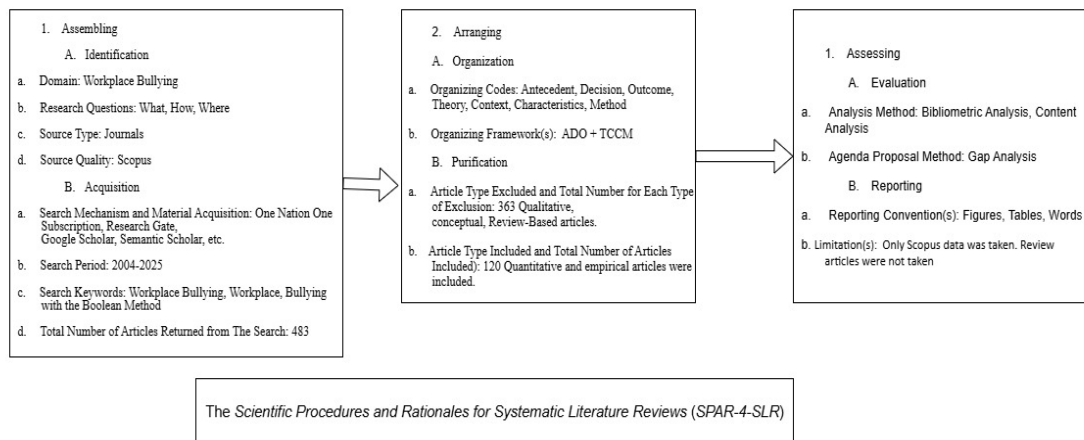 1. Assembling
A. Identification
a. Domain: Workplace Bullying
b. Research Questions: What, How, Where
c. Source Type: Journals
d. Source Quality: Scopus
B. Acquisition
a. Search Mechanism and Material Acquisition: One Nation One
Subscription, Research Gate,
Google Scholar, Semantic Scholar, etc.
b. Search Period: 2004-2025
c. Search Keywords: Workplace Bullying, Workplace, Bullying
with the Boolean Method
d. Total Number of Articles Returned from The Search: 483
2. Arranging
A. Organization
a. Organizing Codes: Antecedent, Decision, Outcome,
Theory, Context, Characteristics, Method
b. Organizing Framework(s): ADO + TCCM
B. Purification
a. Article Type Excluded and Total Number for Each Type
of Exclusion: 363 Qualitative,
conceptual, Review-Based articles.
b. Article Type Included and Total Number of Articles
Included): 120 Quantitative and empirical articles were
included.
1. Assessing
A. Evaluation
a. Analysis Method: Bibliometric Analysis, Content
Analysis
b. Agenda Proposal Method: Gap Analysis
B. Reporting
a. Reporting Convention(s): Figures, Tables, Words
b. Limitation(s): Only Scopus data was taken. Review
articles were not taken
The Scientific Procedures and Rationales for Systematic Literature Reviews (SPAR-4-SLR)